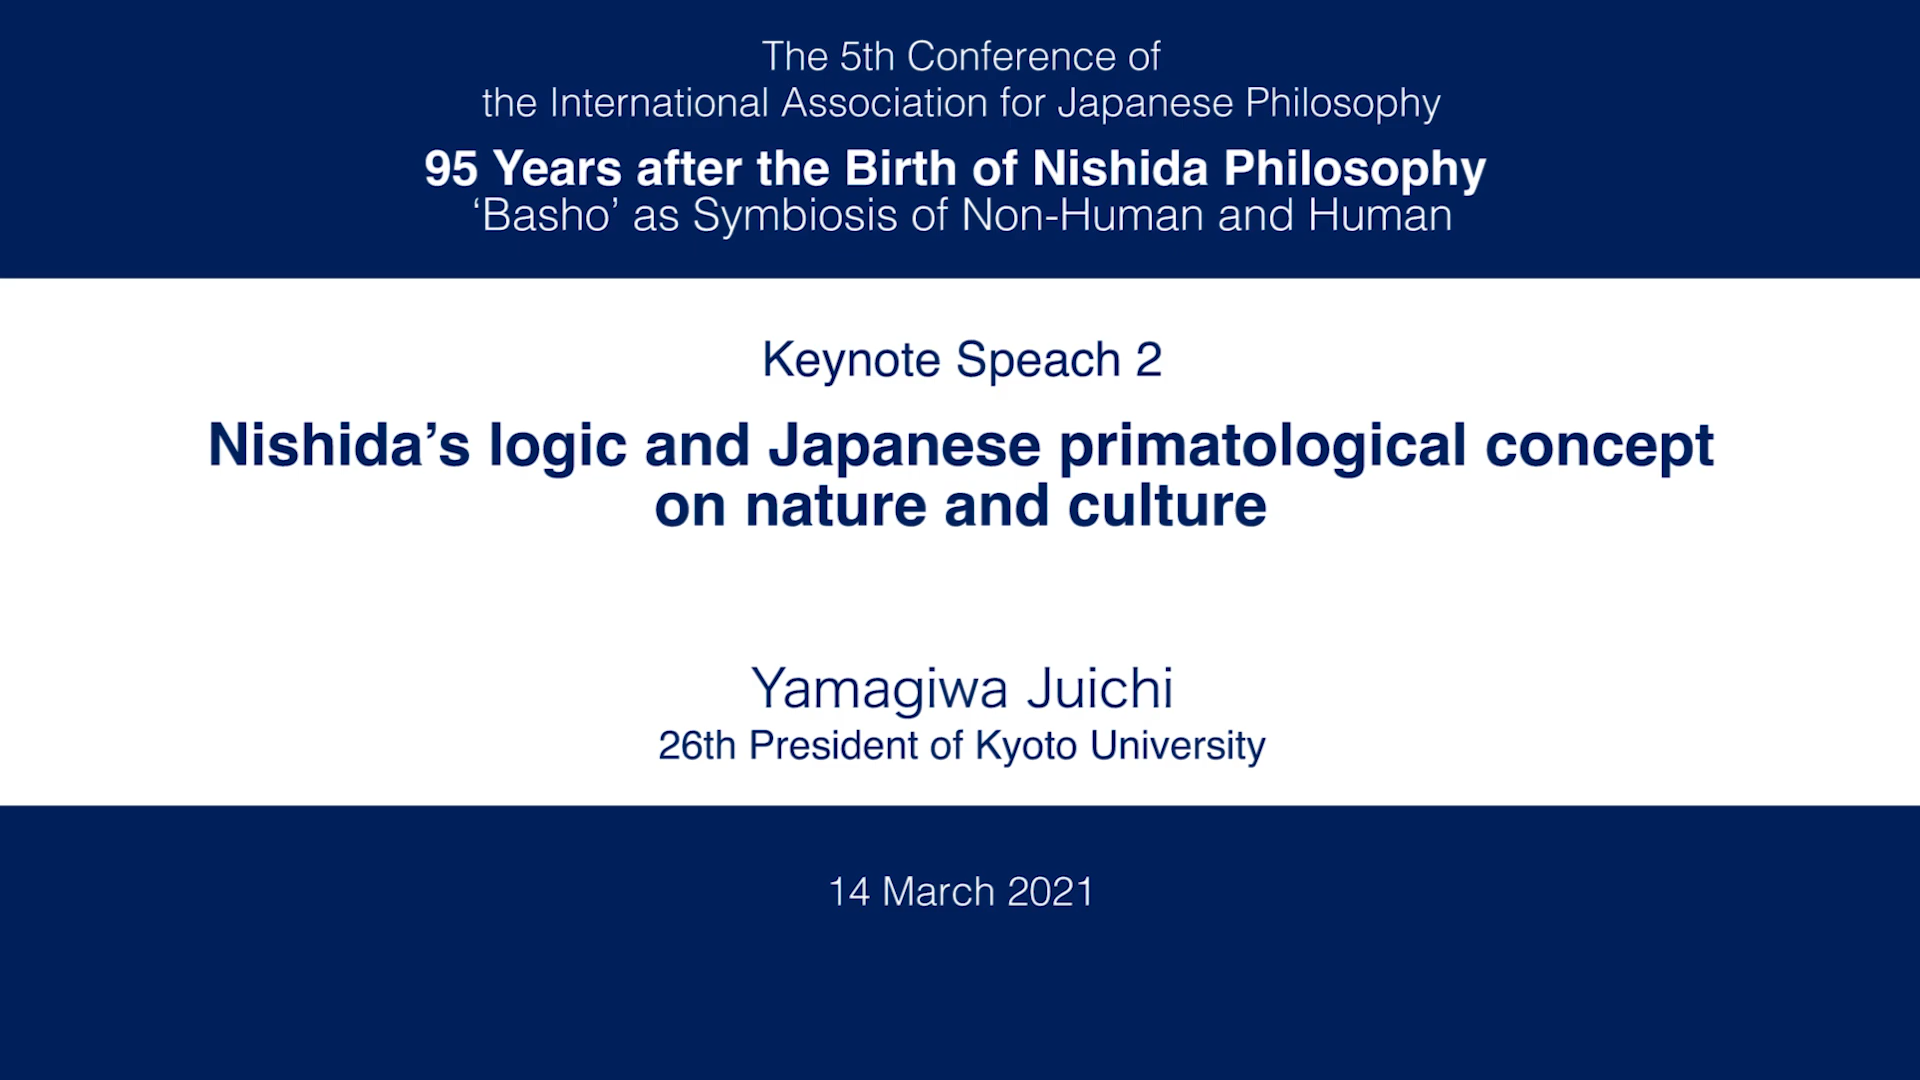 The 5th Conference of
the International Association for Japanese Philosophy
95 Years after the Birth of Nishida Philosophy
‘Basho’ as Symbiosis of Non-Human and Human
Keynote Speach 2
Nishida’s logic and Japanese primatological concept
on nature and culture
Yamagiwa Juichi
26th President of Kyoto University
14 March 2021